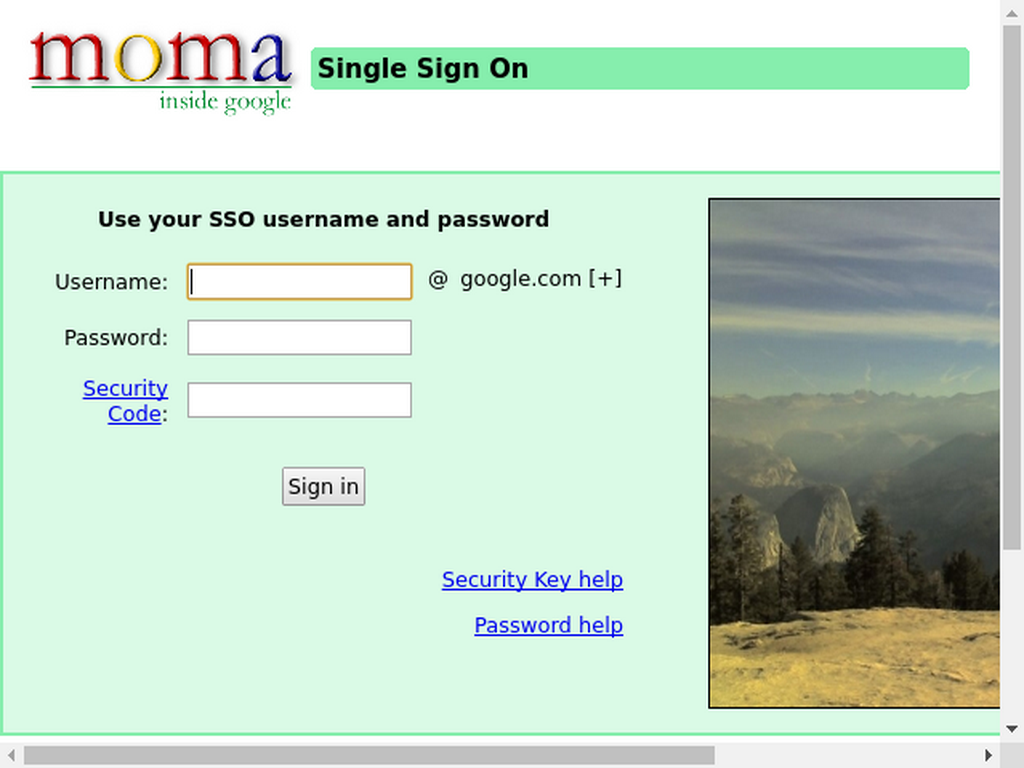 moma
inside google
Single Sign On
Use your SSO username and password
Username:
@ google.com [+]
Password:
Security
Code:
Sign in
Security Key help
Password help